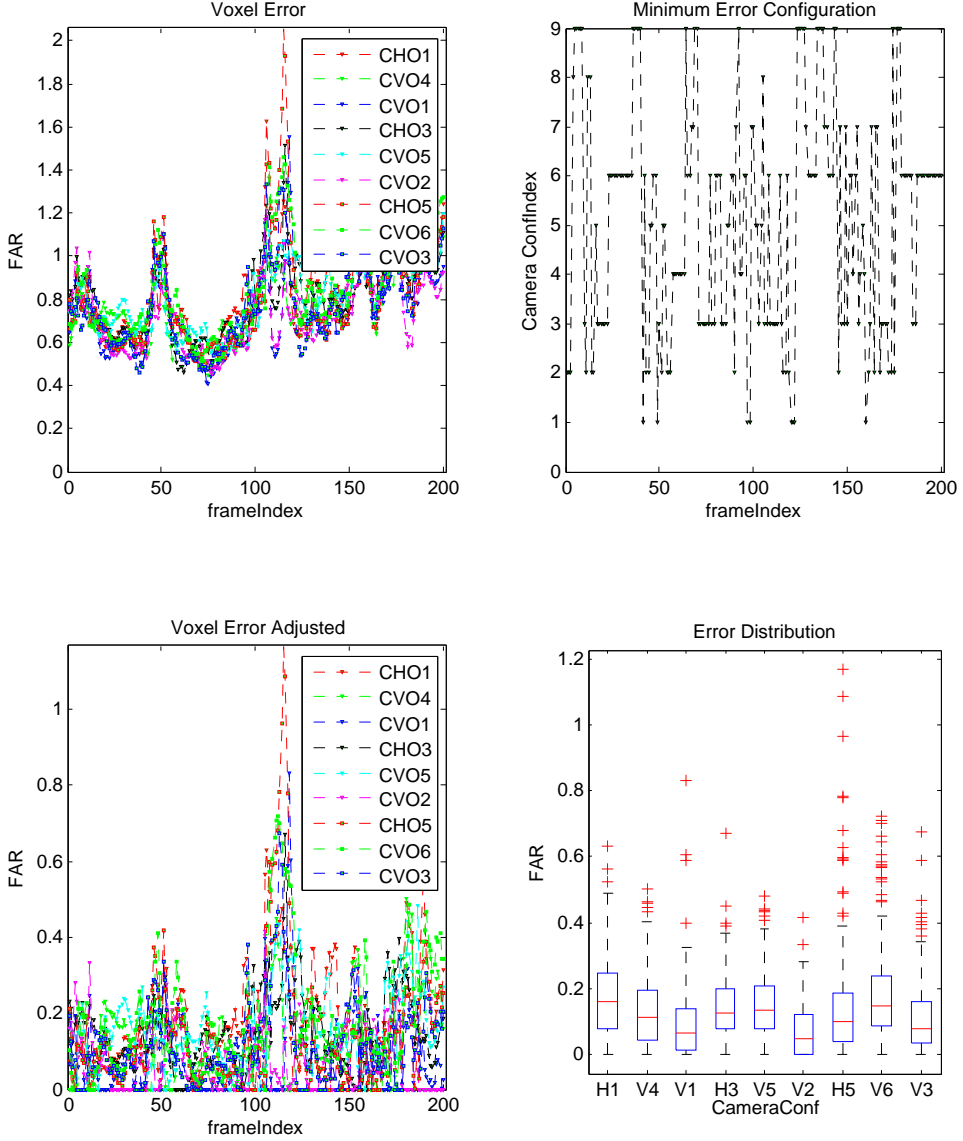 Voxel Error
2
1.8
1.6
1.4
1.2
1
0.8
0.6
0.4
0.2
0
FAR
0 50 100 150 200
frameIndex
CHO1
CVO4
CVO1
CHO3
CVO5
CVO2
CHO5
CVO6
CVO3
Minimum Error Configuration
9
8
7
6
5
4
3
2
1
0
Camera ConfIndex
0 50 100 150 200
frameIndex
Voxel Error Adjusted
1
0.8
0.6
0.4
0.2
0
FAR
0 50 100 150 200
frameIndex
CHO1
CVO4
CVO1
CHO3
CVO5
CVO2
CHO5
CVO6
CVO3
Error Distribution
1.2
1
0.8
0.6
0.4
0.2
0
FAR
H1 V4 V1 H3 V5 V2 H5 V6 V3
CameraConf